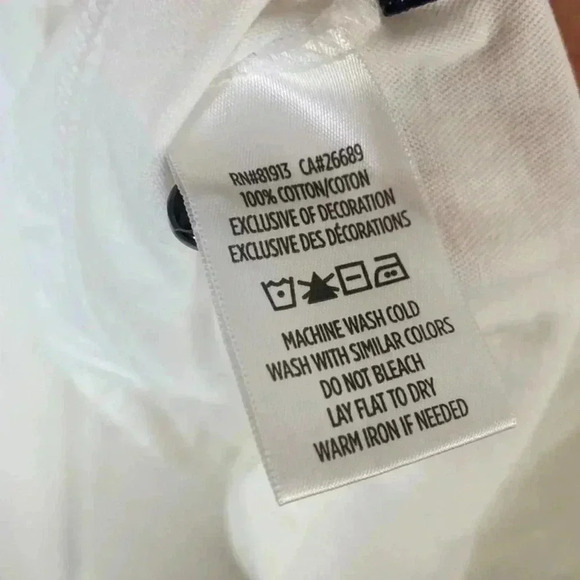 RN#81913 CA#26689
100% COTTON/COTON
EXCLUSIVE OF DECORATION
EXCLUSIVE DES DÉCORATIONS
MACHINE WASH COLD
WASH WITH SIMILAR COLORS
DO NOT BLEACH
LAY FLAT TO DRY
WARM IRON IF NEEDED